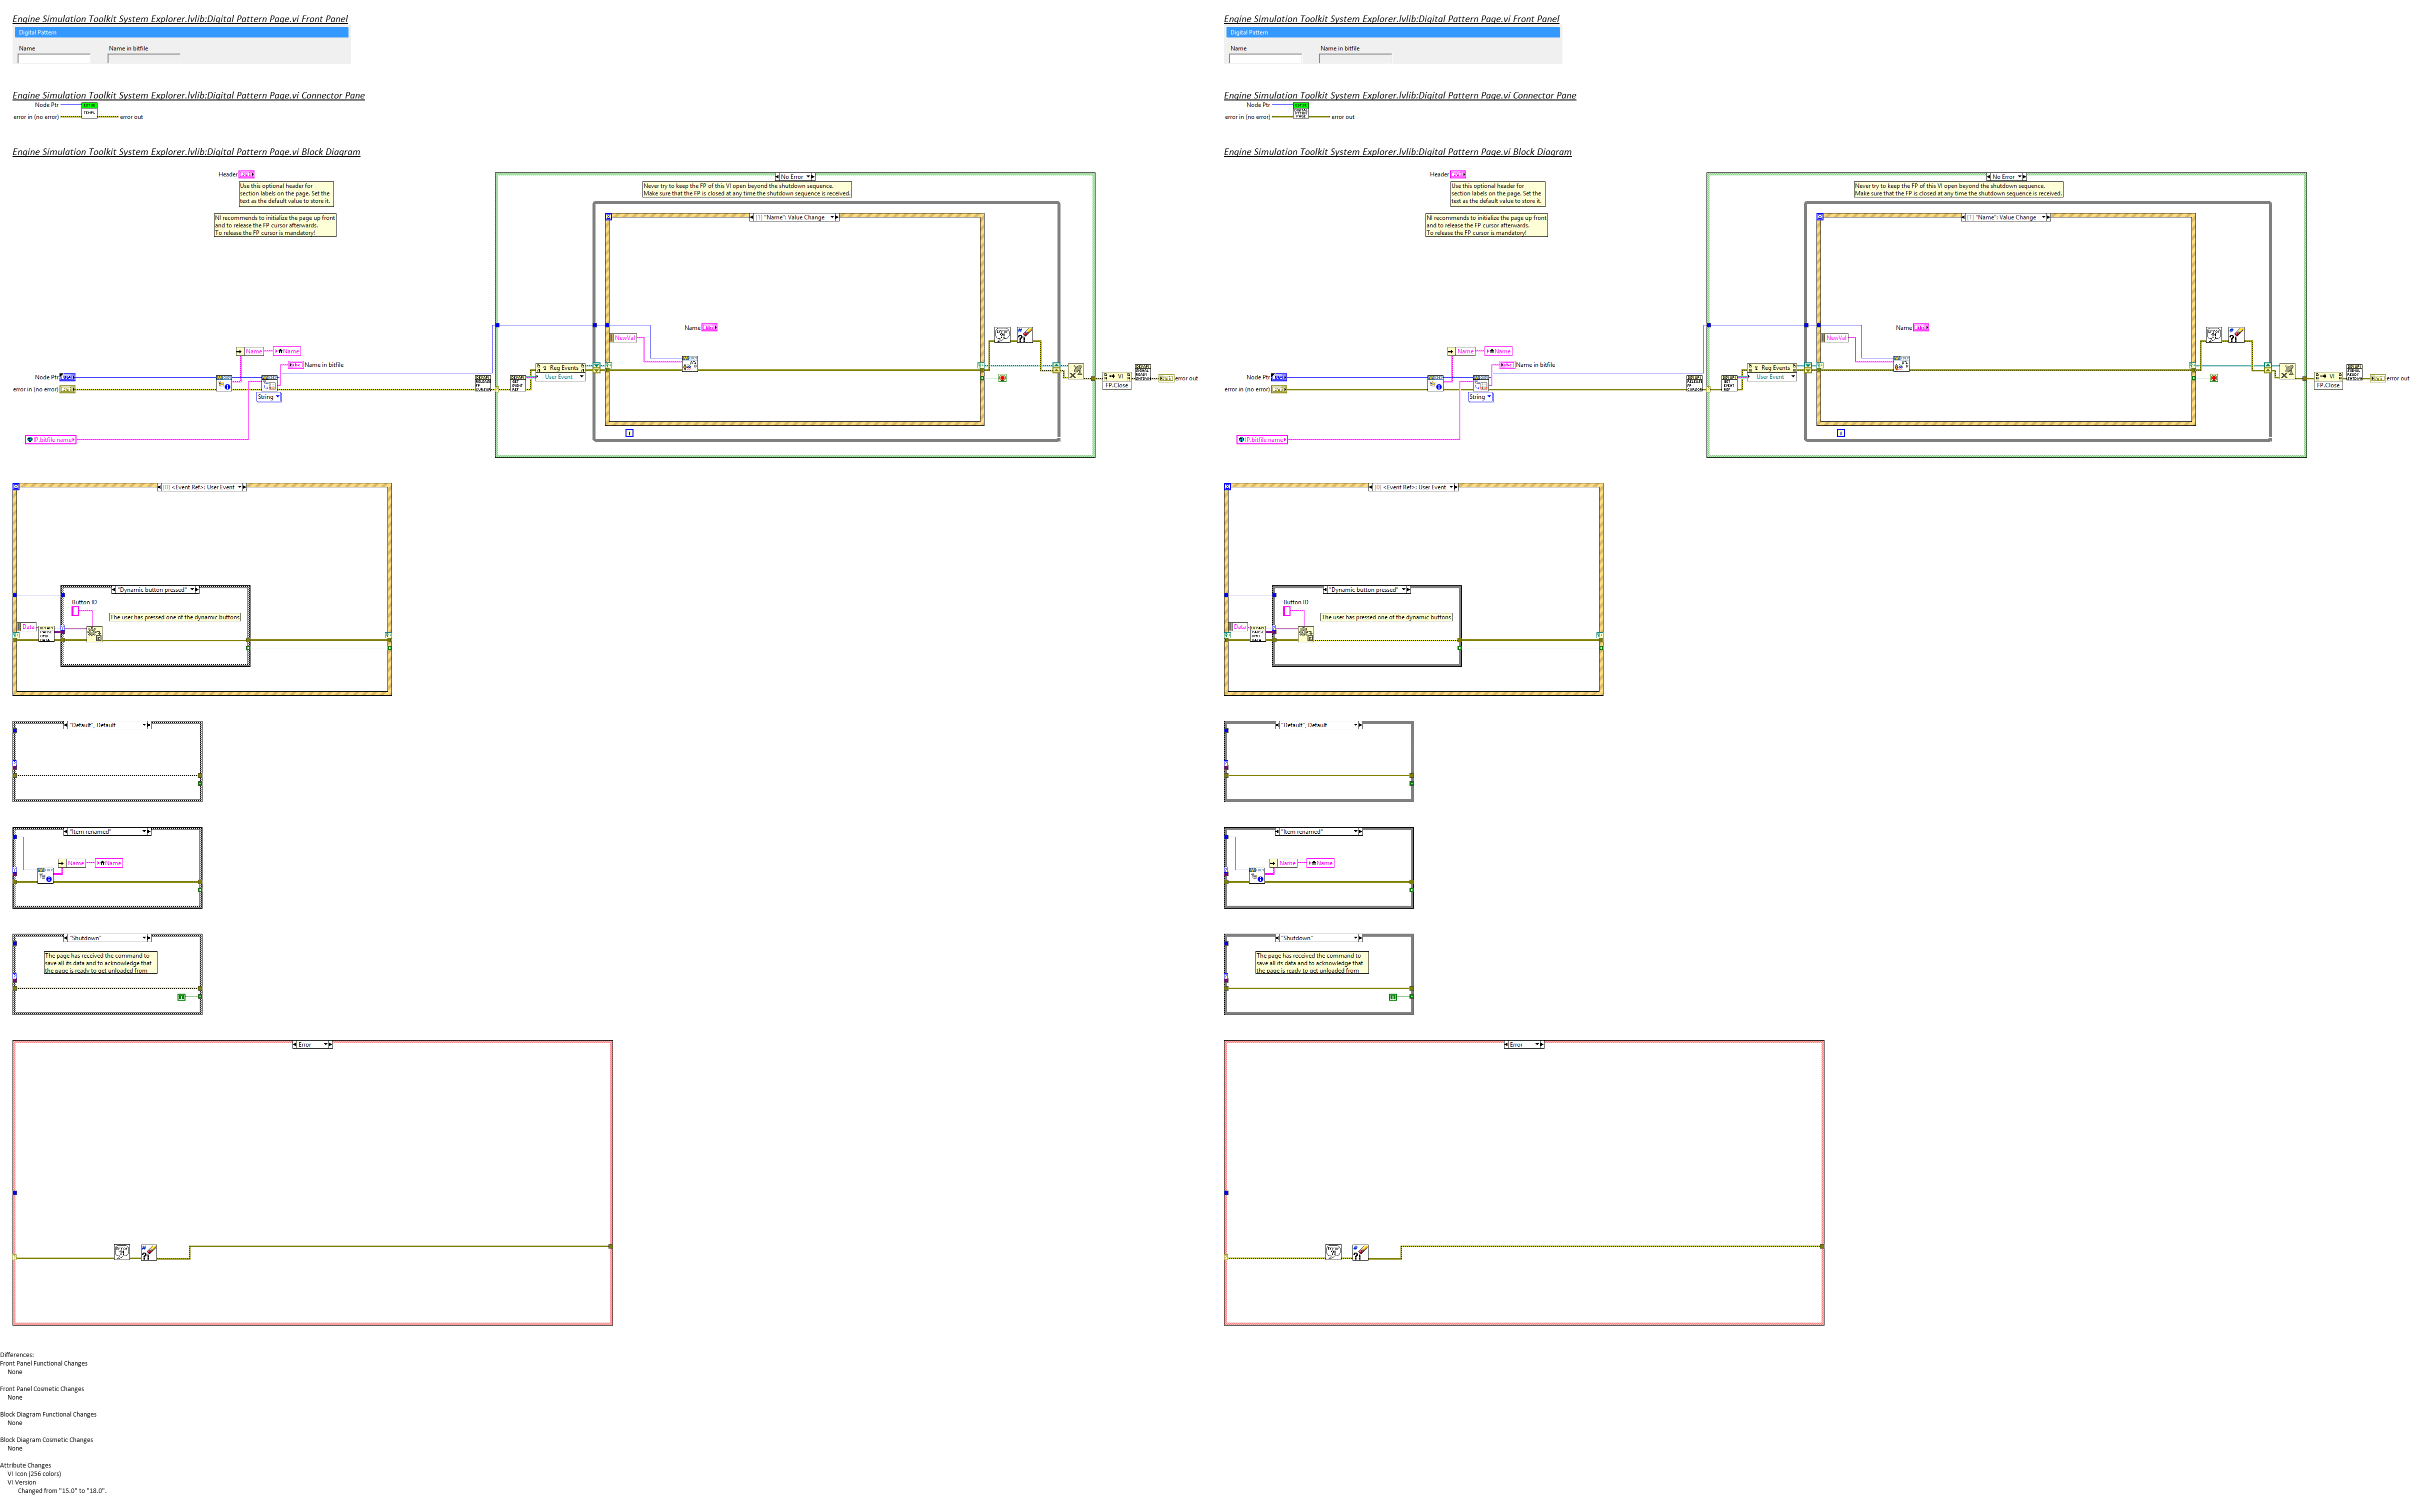 Engine Simulation Toolkit System Explorer.lvlib:Digital Pattern Page.vi Front Panel
Digital Pattern
Name
Name in bitfile
Engine Simulation Toolkit System Explorer.lvlib:Digital Pattern Page.vi Connector Pane
Node Ptr
error in (no error)
error out
Engine Simulation Toolkit System Explorer.lvlib:Digital Pattern Page.vi Block Diagram
Header
Use this optional header for
section labels on the page. Set the
text as the default value to store it.
NI recommends to initialize the page up front
and to release the FP cursor afterwards.
To release the FP cursor is mandatory!
No Error
Never try to keep the FP of this VI open beyond the shutdown sequence.
Make sure that the FP is closed at any time the shutdown sequence is received.
[1] "Name": Value Change
Name
NewVal
Name
Name
Name in bitfile
Node Ptr
error in (no error)
String
Reg Events
User Event
VI
FP.Close
error out
IP.bitfile name
[0] <Event Ref>: User Event
"Dynamic button pressed"
Button ID
The user has pressed one of the dynamic buttons
Data
"Default", Default
"Item renamed"
Name
Name
"Shutdown"
The page has received the command to
save all its data and to acknowledge that
the page is ready to get unloaded from
Error
Differences:
Front Panel Functional Changes
None
Front Panel Cosmetic Changes
None
Block Diagram Functional Changes
None
Block Diagram Cosmetic Changes
None
Attribute Changes
VI Icon (256 colors)
VI Version
Changed from "15.0" to "18.0".
Engine Simulation Toolkit System Explorer.lvlib:Digital Pattern Page.vi Front Panel
Digital Pattern
Name
Name in bitfile
Engine Simulation Toolkit System Explorer.lvlib:Digital Pattern Page.vi Connector Pane
Node Ptr
error in (no error)
error out
Engine Simulation Toolkit System Explorer.lvlib:Digital Pattern Page.vi Block Diagram
Header
Use this optional header for
section labels on the page. Set the
text as the default value to store it.
NI recommends to initialize the page up front
and to release the FP cursor afterwards.
To release the FP cursor is mandatory!
No Error
Never try to keep the FP of this VI open beyond the shutdown sequence.
Make sure that the FP is closed at any time the shutdown sequence is received.
[1] "Name": Value Change
Name
NewVal
Name
Name
Name in bitfile
Node Ptr
error in (no error)
String
Reg Events
User Event
VI
FP.Close
error out
IP.bitfile name
[0] <Event Ref>: User Event
"Dynamic button pressed"
Button ID
The user has pressed one of the dynamic buttons
Data
"Default", Default
"Item renamed"
Name
Name
"Shutdown"
The page has received the command to
save all its data and to acknowledge that
the page is ready to get unloaded from
Error